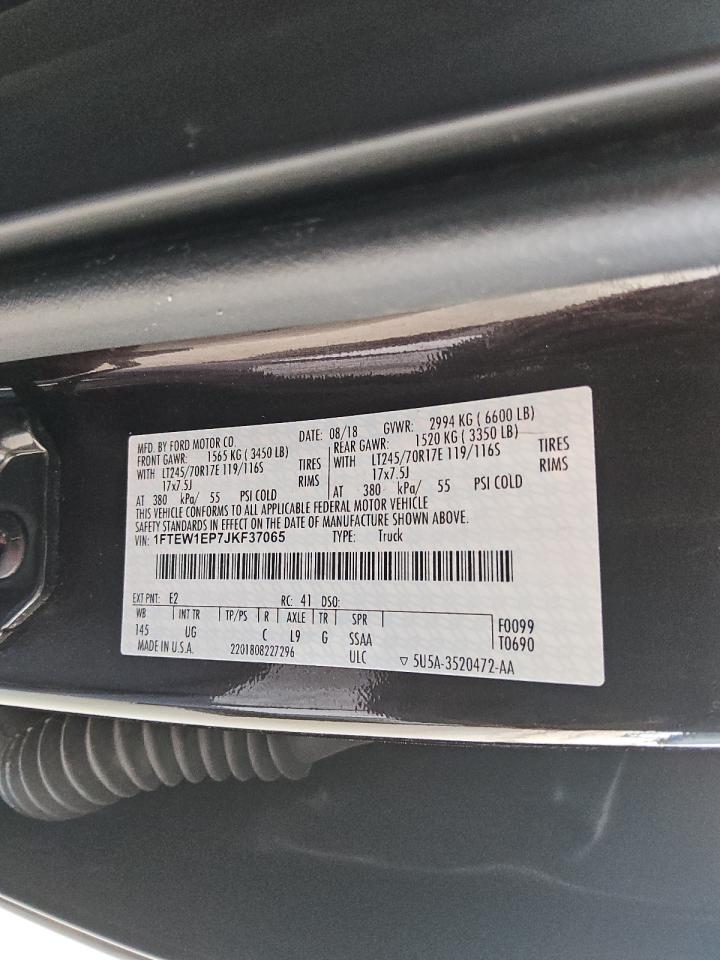 MFD. BY FORD MOTOR CO. DATE: 08/18 GVWR: 2994 KG ( 6600 LB)
FRONT GAWR: 1565 KG ( 3450 LB) REAR GAWR: 1520 KG ( 3350 LB)
WITH LT245/70R17E 119/116S TIRES WITH LT245/70R17E 119/116S TIRES
17x7.5J RIMS 17x7.5J RIMS
AT 380 kPa/ 55 PSI COLD AT 380 kPa/ 55 PSI COLD
THIS VEHICLE CONFORMS TO ALL APPLICABLE FEDERAL MOTOR VEHICLE
SAFETY STANDARDS IN EFFECT ON THE DATE OF MANUFACTURE SHOWN ABOVE.
VIN: 1FTEW1EP7JKF37065 TYPE: Truck
EXT PNT: E2 RC: 41 DSO:
WB INT TR TP/PS R AXLE TR SPR F0099
145 UG C L9 G SSAA T0690
MADE IN U.S.A. 2201808227296 ULC ▽ 5U5A-3520472-AA